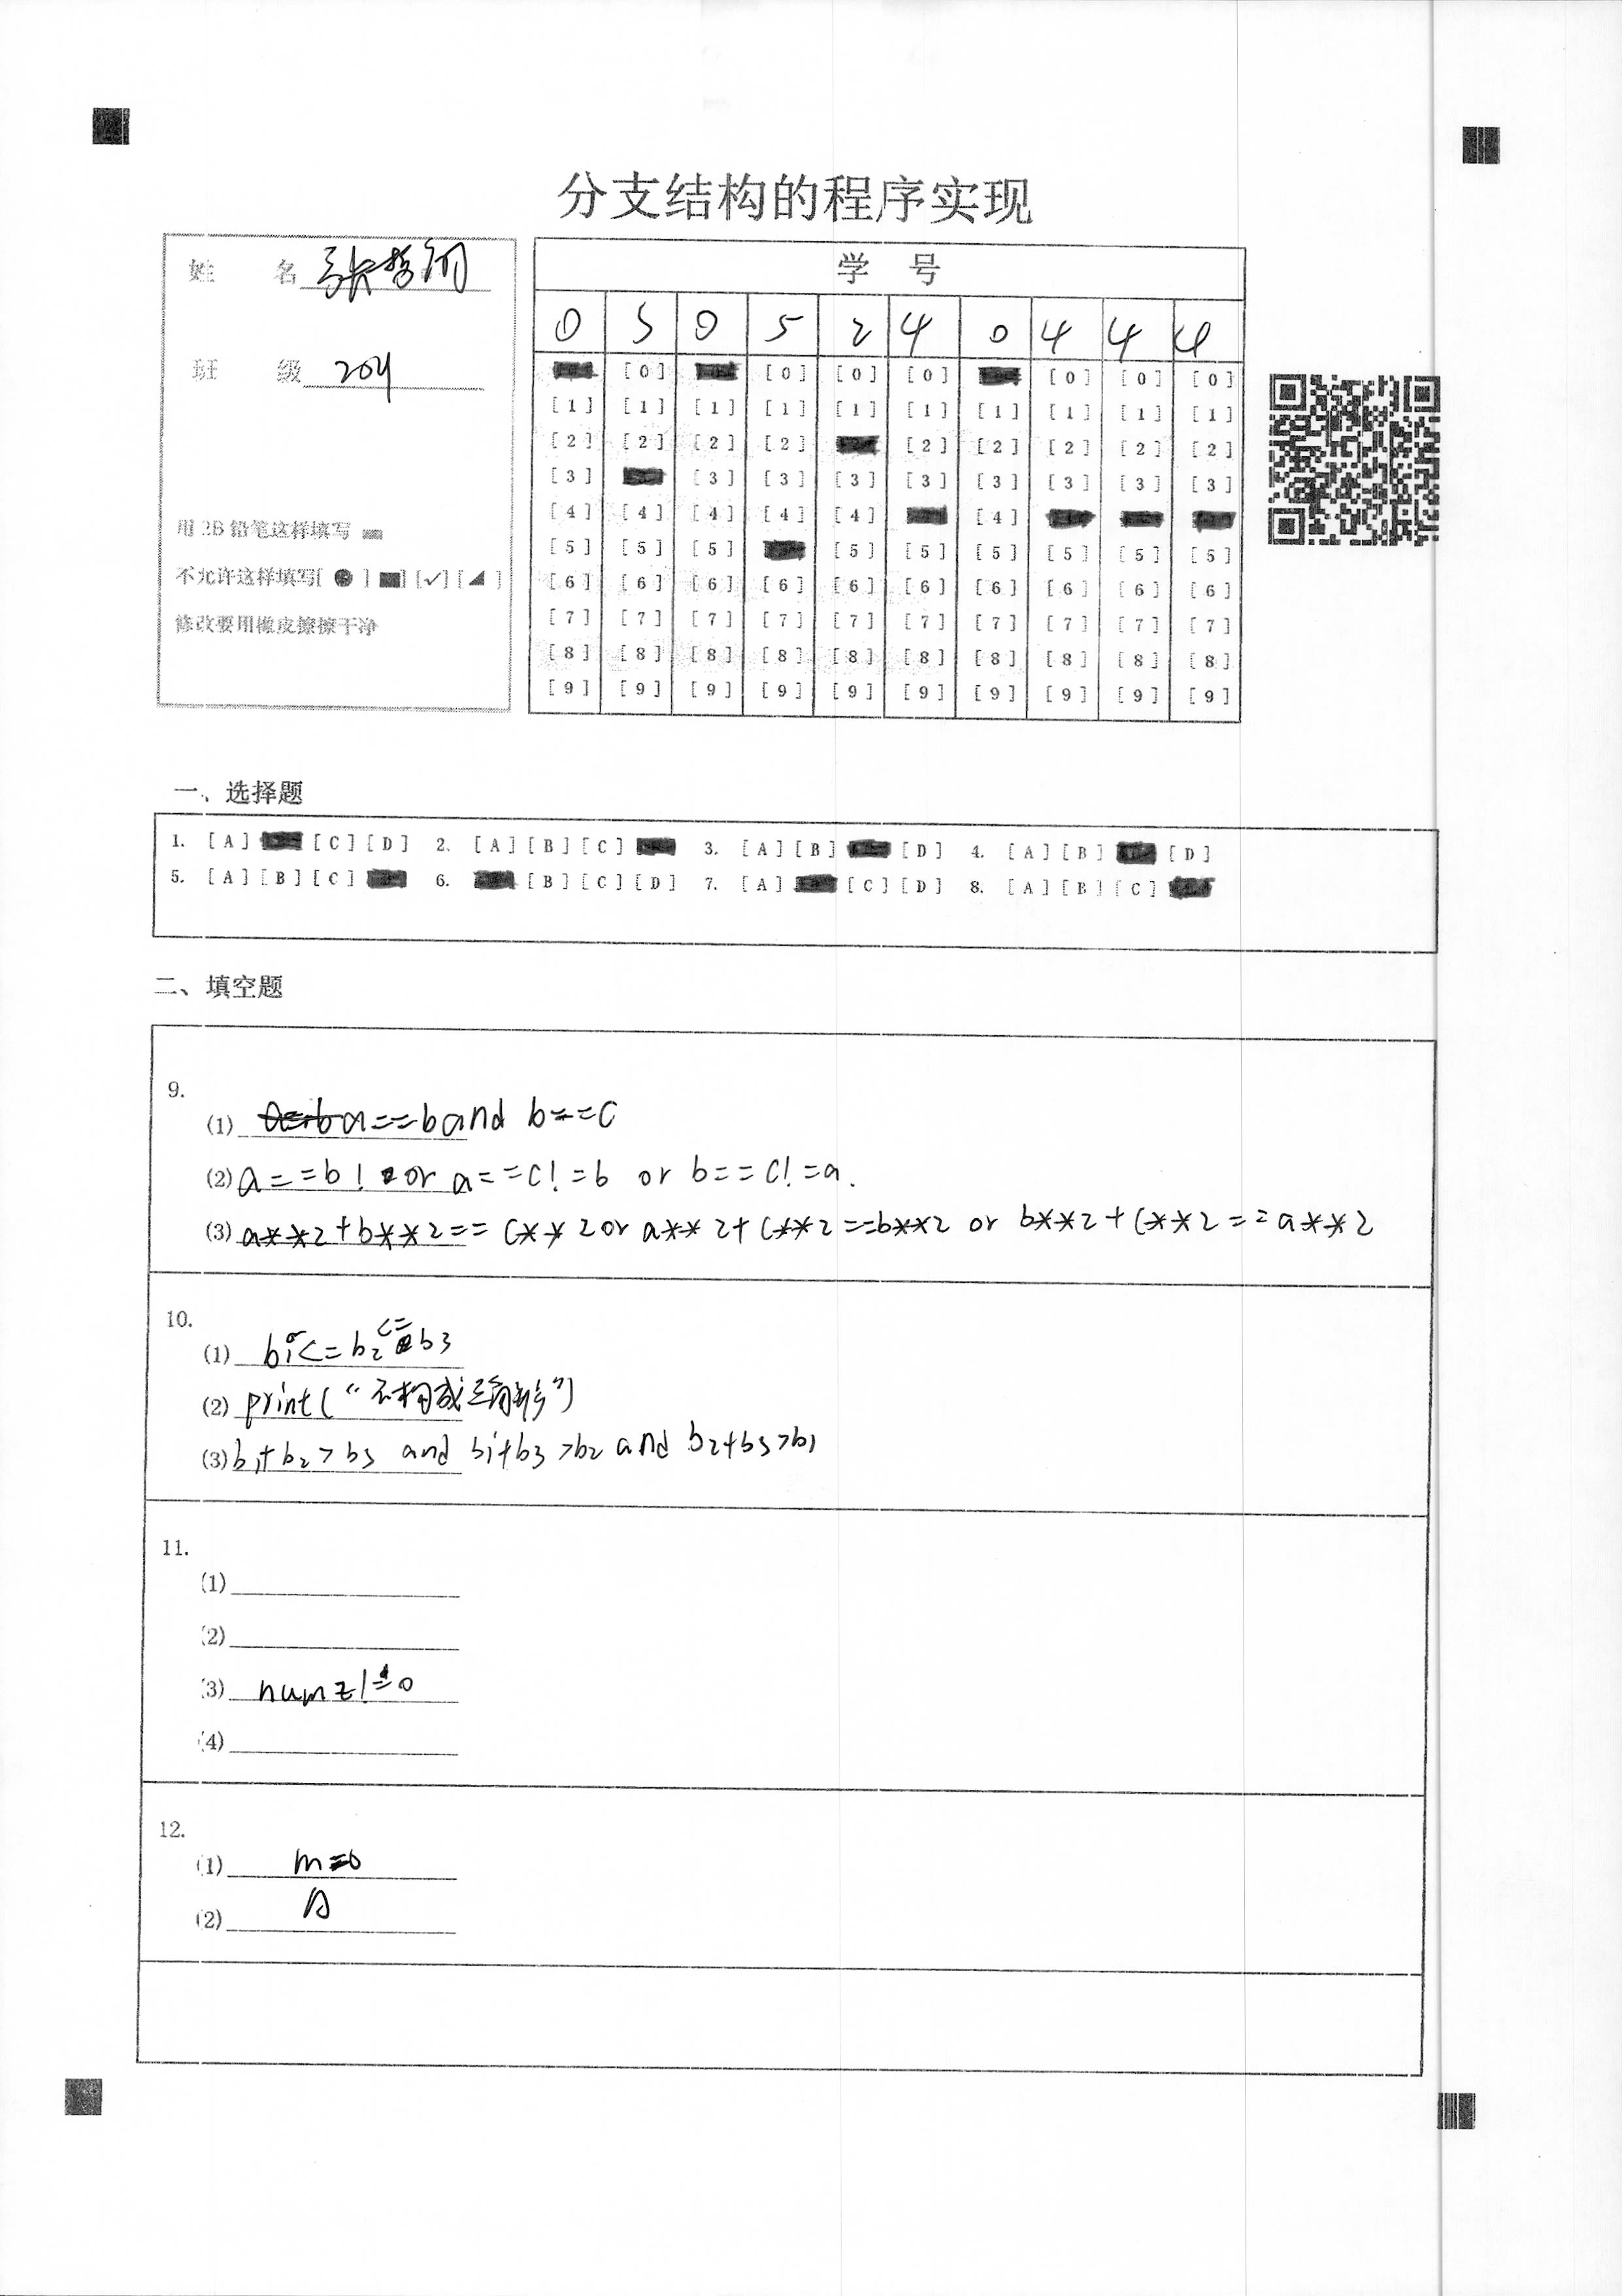 分支结构的程序实现
姓 名 张哲
班 级 204
用 2B 铅笔这样填写
不允许这样填写[ ● ] [✓] [◢ ]
修改要用橡皮擦擦干净
学 号
0 3 0 5 2 4 0 4 4 4
[0] [0] [0] [0] [0] [0] [0]
[1] [1] [1] [1] [1] [1] [1] [1] [1] [1]
[2] [2] [2] [2] [2] [2] [2] [2] [2]
[3] [3] [3] [3] [3] [3] [3] [3] [3]
[4] [4] [4] [4] [4] [4]
[5] [5] [5] [5] [5] [5] [5] [5] [5]
[6] [6] [6] [6] [6] [6] [6] [6] [6] [6]
[7] [7] [7] [7] [7] [7] [7] [7] [7] [7]
[8] [8] [8] [8] [8] [8] [8] [8] [8] [8]
[9] [9] [9] [9] [9] [9] [9] [9] [9] [9]
一、选择题
1. [A] [C] [D] 2. [A] [B] [C] 3. [A] [B] [D] 4. [A] [B] [D]
5. [A] [B] [C] 6. [B] [C] [D] 7. [A] [C] [D] 8. [A] [B] [C]
二、填空题
9.
(1) a==b and b==c
(2) a==b! or a==c!=b or b==c!=a.
(3) a**2+b**2==c**2 or a**2+c**2==b**2 or b**2+c**2==a**2
10.
(1) b1<=b2<=b3
(2) print("不构成三角形")
(3) b1+b2>b3 and b1+b3>b2 and b2+b3>b1
11.
(1)
(2)
(3) num2!=0
(4)
12.
(1)
(2) A